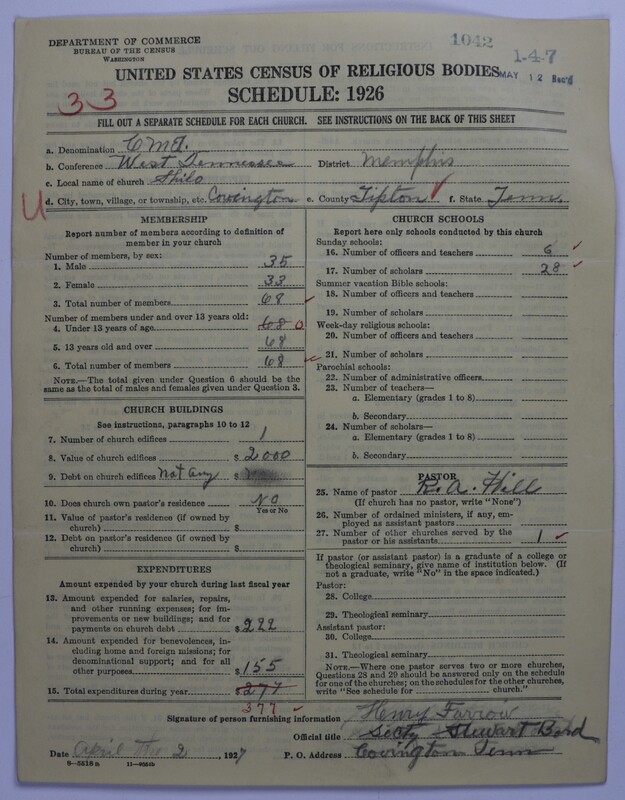 DEPARTMENT OF COMMERCE
BUREAU OF THE CENSUS
WASHINGTON
1042
1-4-7
MAY 12 Rec'd
UNITED STATES CENSUS OF RELIGIOUS BODIES
SCHEDULE: 1926
33
FILL OUT A SEPARATE SCHEDULE FOR EACH CHURCH. SEE INSTRUCTIONS ON THE BACK OF THIS SHEET
a. Denomination C M E.
b. Conference West Tennessee District Memphis
c. Local name of church Shilo
U
d. City, town, village, or township, etc. Covington e. County Tipton f. State Tenn.
MEMBERSHIP
Report number of members according to definition of member in your church
Number of members, by sex:
1. Male 35
2. Female 33
3. Total number of members 68
Number of members under and over 13 years old:
4. Under 13 years of age 68 0
5. 13 years old and over 68
6. Total number of members 68
NOTE.—The total given under Question 6 should be the
same as the total of males and females given under Question 3.
CHURCH BUILDINGS
See instructions, paragraphs 10 to 12
7. Number of church edifices 1
8. Value of church edifices $ 2000
9. Debt on church edifices Not any $
10. Does church own pastor's residence No
Yes or No
11. Value of pastor's residence (if owned by
church) $
12. Debt on pastor's residence (if owned by
church) $
EXPENDITURES
Amount expended by your church during last fiscal year
13. Amount expended for salaries, repairs,
and other running expenses; for im-
provements or new buildings; and for
payments on church debt $ 222
14. Amount expended for benevolences, in-
cluding home and foreign missions; for
denominational support; and for all
other purposes $ 155
15. Total expenditures during year $ 277
377
CHURCH SCHOOLS
Report here only schools conducted by this church
Sunday schools:
16. Number of officers and teachers 6
17. Number of scholars 28
Summer vacation Bible schools:
18. Number of officers and teachers
19. Number of scholars
Week-day religious schools:
20. Number of officers and teachers
21. Number of scholars
Parochial schools:
22. Number of administrative officers
23. Number of teachers—
a. Elementary (grades 1 to 8)
b. Secondary
24. Number of scholars—
a. Elementary (grades 1 to 8)
b. Secondary
PASTOR
25. Name of pastor R. A. Hill
(If church has no pastor, write "None")
26. Number of ordained ministers, if any, em-
ployed as assistant pastors
27. Number of other churches served by the
pastor or his assistants 1
If pastor (or assistant pastor) is a graduate of a college or
theological seminary, give name of institution below. (If
not a graduate, write "No" in the space indicated.)
Pastor:
28. College
29. Theological seminary
Assistant pastor:
30. College
31. Theological seminary
NOTE.—Where one pastor serves two or more churches,
Questions 28 and 29 should be answered only on the schedule
for one of the churches; on the schedules for the other churches,
write "See schedule for church."
Signature of person furnishing information Henry Farrow
Official title Secty Stewart Bord
Date April the 2, 1927 P. O. Address Covington Tenn
8-5518a 11-9564b